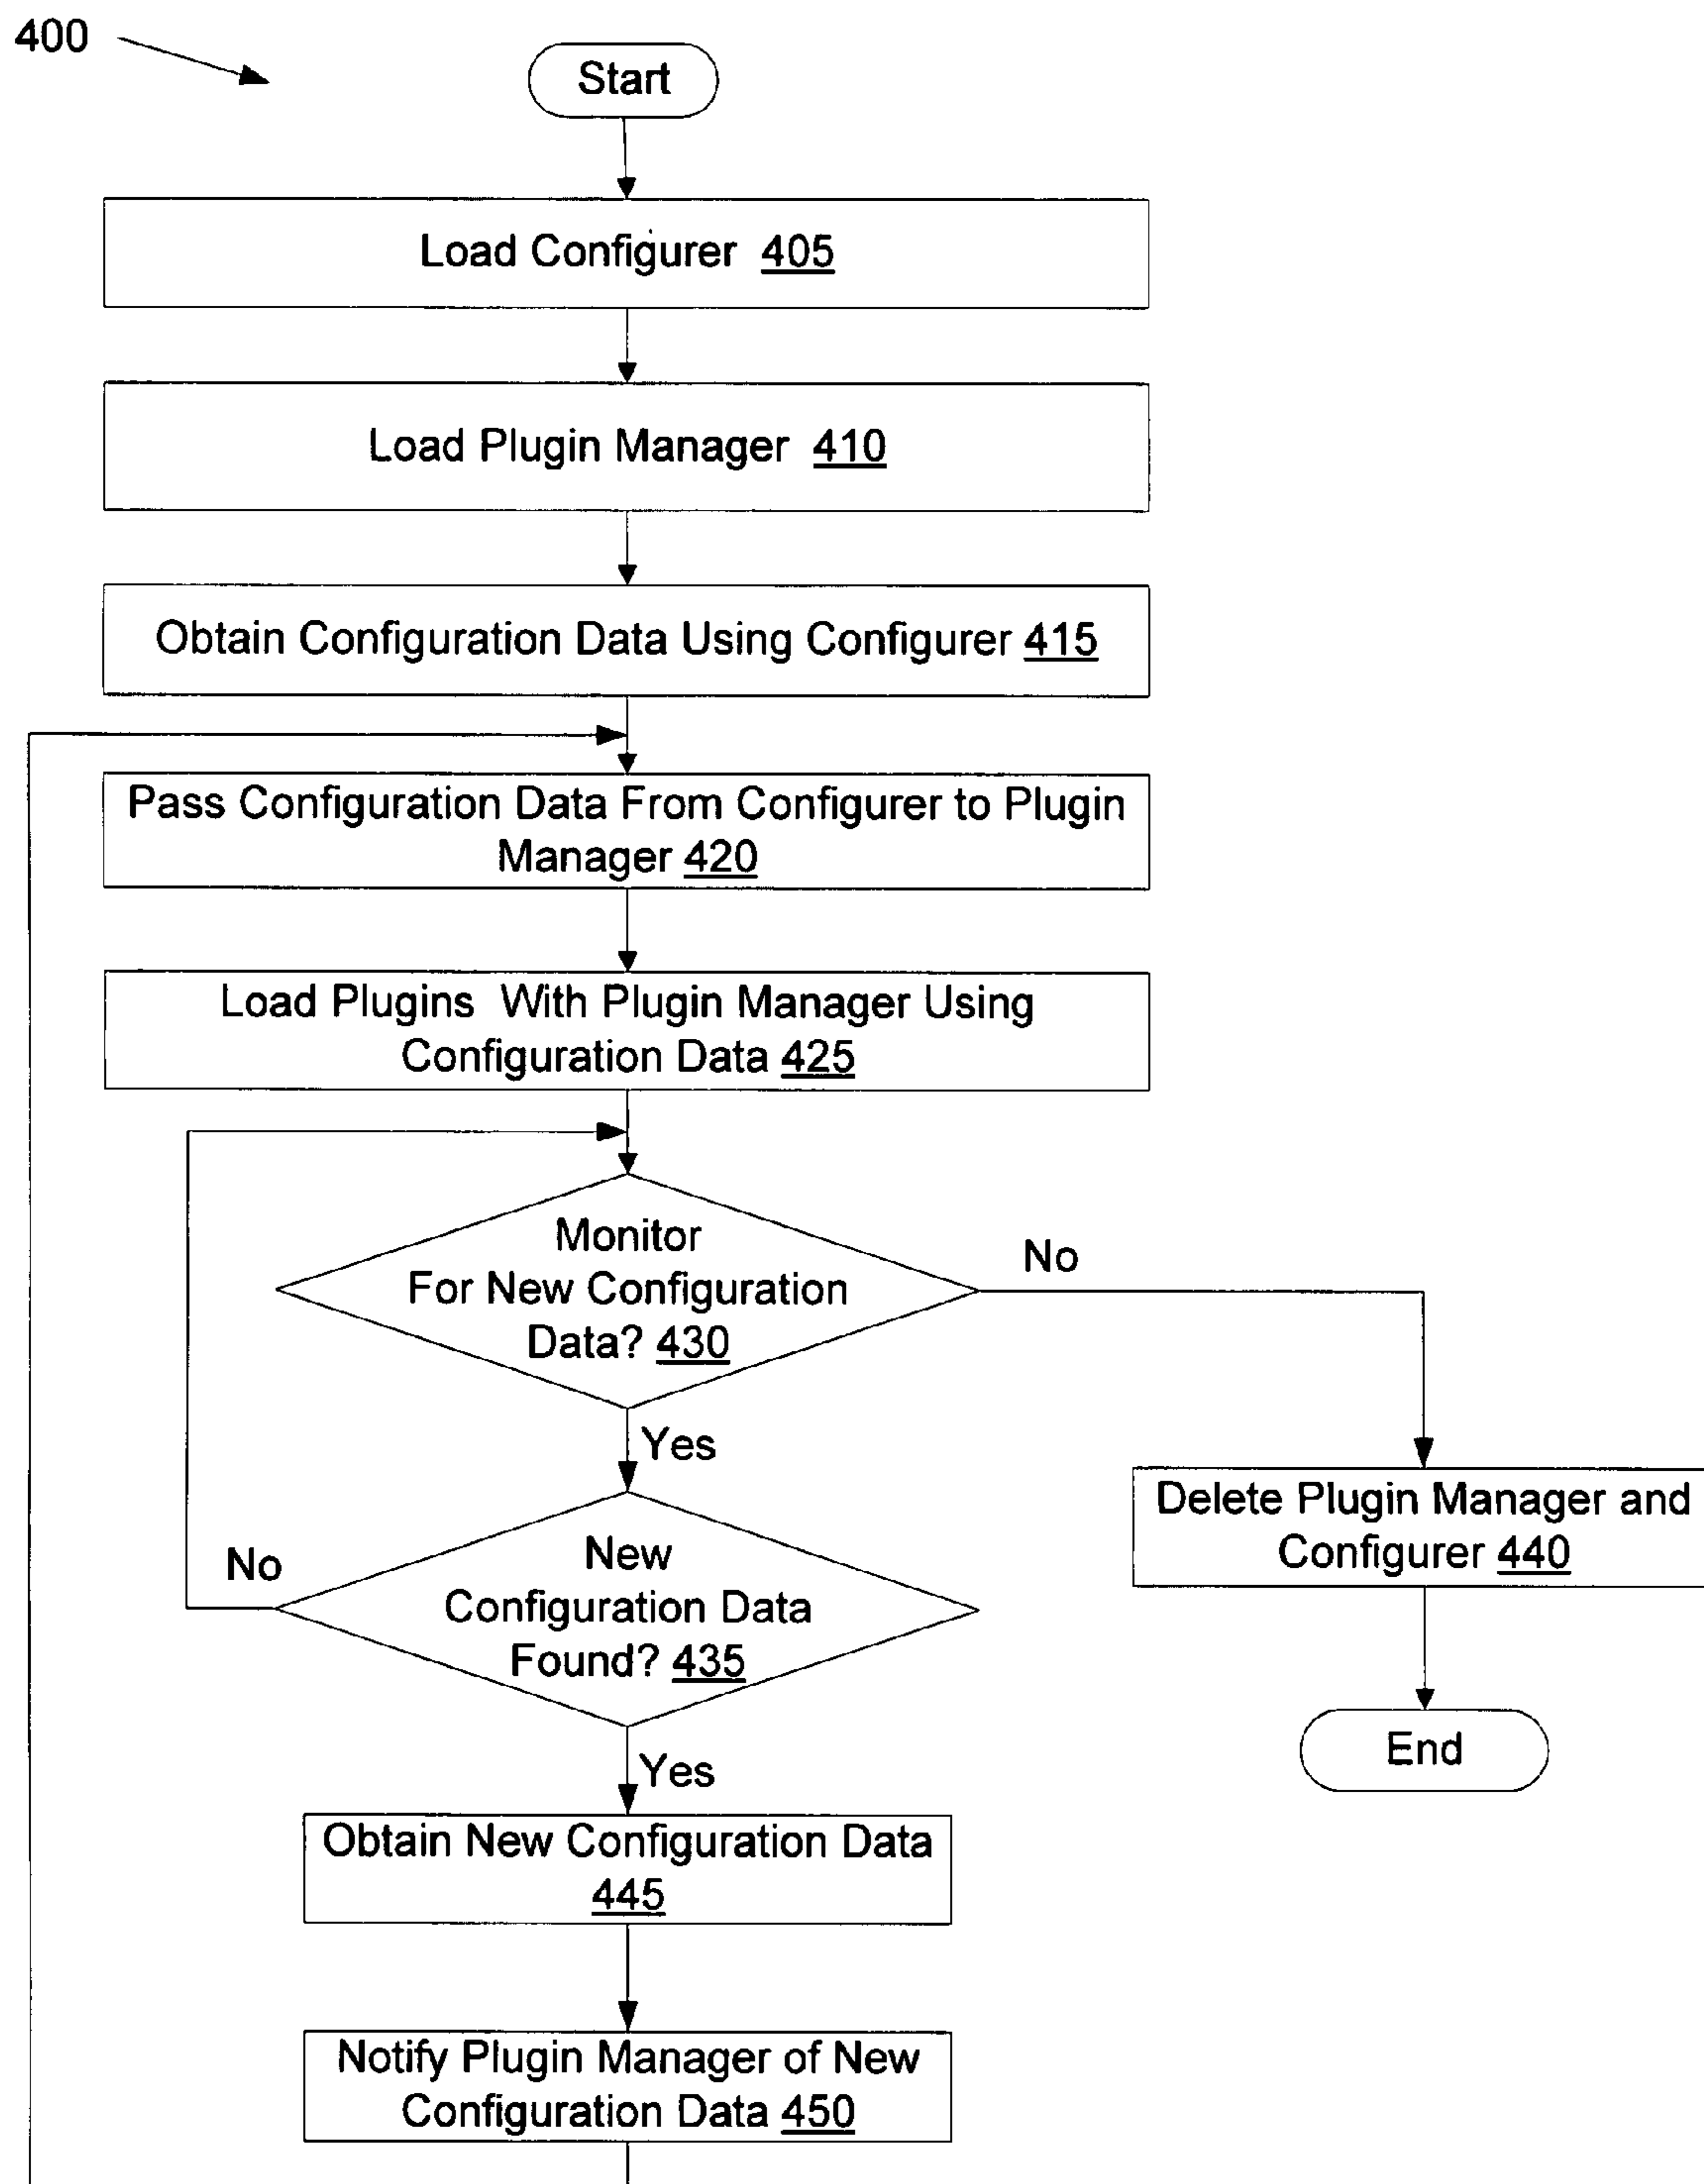 400
Start
Load Configurer 405
Load Plugin Manager 410
Obtain Configuration Data Using Configurer 415
Pass Configuration Data From Configurer to Plugin
Manager 420
Load Plugins With Plugin Manager Using
Configuration Data 425
Monitor
For New Configuration
Data? 430
No
Yes
Delete Plugin Manager and
Configurer 440
New
Configuration Data
Found? 435
No
Yes
End
Obtain New Configuration Data
445
Notify Plugin Manager of New
Configuration Data 450